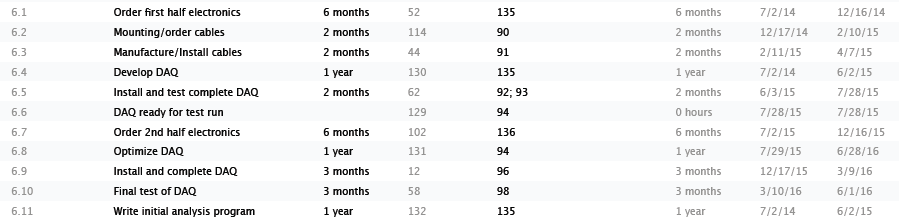 6.1 Order first half electronics 6 months 52 135 6 months 7/2/14 12/16/14
6.2 Mounting/order cables 2 months 114 90 2 months 12/17/14 2/10/15
6.3 Manufacture/Install cables 2 months 44 91 2 months 2/11/15 4/7/15
6.4 Develop DAQ 1 year 130 135 1 year 7/2/14 6/2/15
6.5 Install and test complete DAQ 2 months 62 92; 93 2 months 6/3/15 7/28/15
6.6 DAQ ready for test run 129 94 0 hours 7/28/15 7/28/15
6.7 Order 2nd half electronics 6 months 102 136 6 months 7/2/15 12/16/15
6.8 Optimize DAQ 1 year 131 94 1 year 7/29/15 6/28/16
6.9 Install and complete DAQ 3 months 12 96 3 months 12/17/15 3/9/16
6.10 Final test of DAQ 3 months 58 98 3 months 3/10/16 6/1/16
6.11 Write initial analysis program 1 year 132 135 1 year 7/2/14 6/2/15